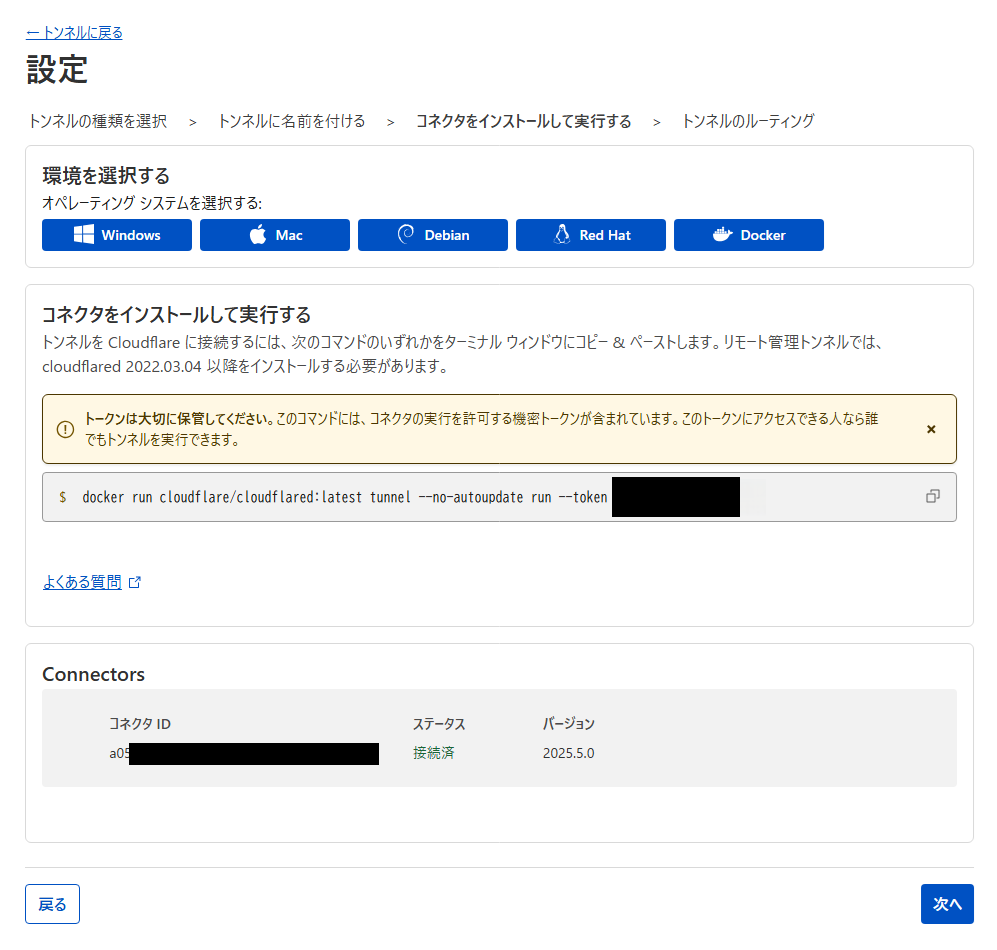 ← トンネルに戻る
設定
トンネルの種類を選択 > トンネルに名前を付ける > コネクタをインストールして実行する > トンネルのルーティング
環境を選択する
オペレーティング システムを選択する:
Windows Mac Debian Red Hat Docker
コネクタをインストールして実行する
トンネルを Cloudflare に接続するには、次のコマンドのいずれかをターミナル ウィンドウにコピー & ペーストします。リモート管理トンネルでは、
cloudflared 2022.03.04 以降をインストールする必要があります。
トークンは大切に保管してください。このコマンドには、コネクタの実行を許可する機密トークンが含まれています。このトークンにアクセスできる人なら誰
でもトンネルを実行できます。
$ docker run cloudflare/cloudflared:latest tunnel --no-autoupdate run --token
よくある質問
Connectors
コネクタ ID ステータス バージョン
a05 接続済 2025.5.0
戻る 次へ